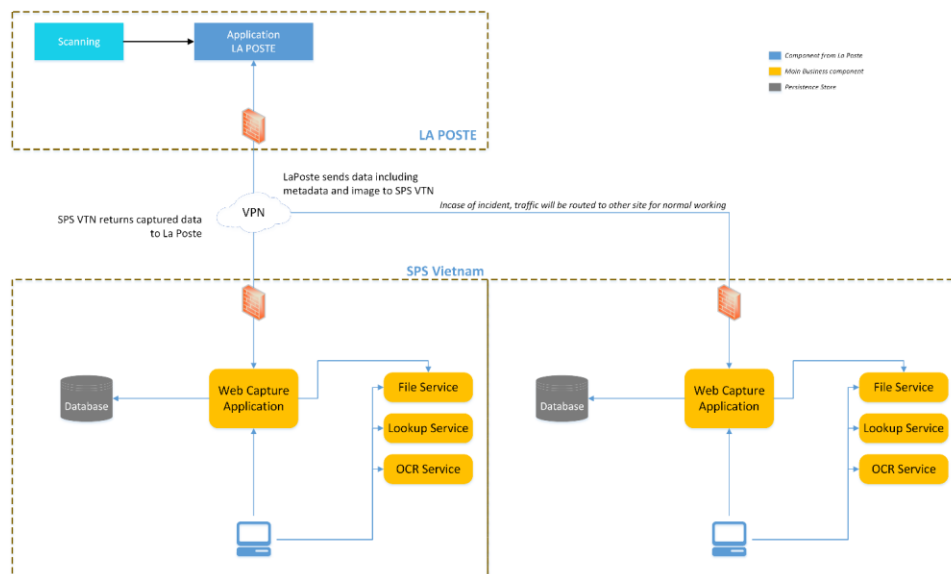 Scanning
Application
LA POSTE
Component from La Poste
Main Business component
Persistence Store
LA POSTE
LaPoste sends data including
metadata and image to SPS VTN
VPN
Incase of incident, traffic will be routed to other site for normal working
SPS VTN returns captured data
to La Poste
SPS Vietnam
Database
Web Capture
Application
File Service
Lookup Service
OCR Service
Database
Web Capture
Application
File Service
Lookup Service
OCR Service